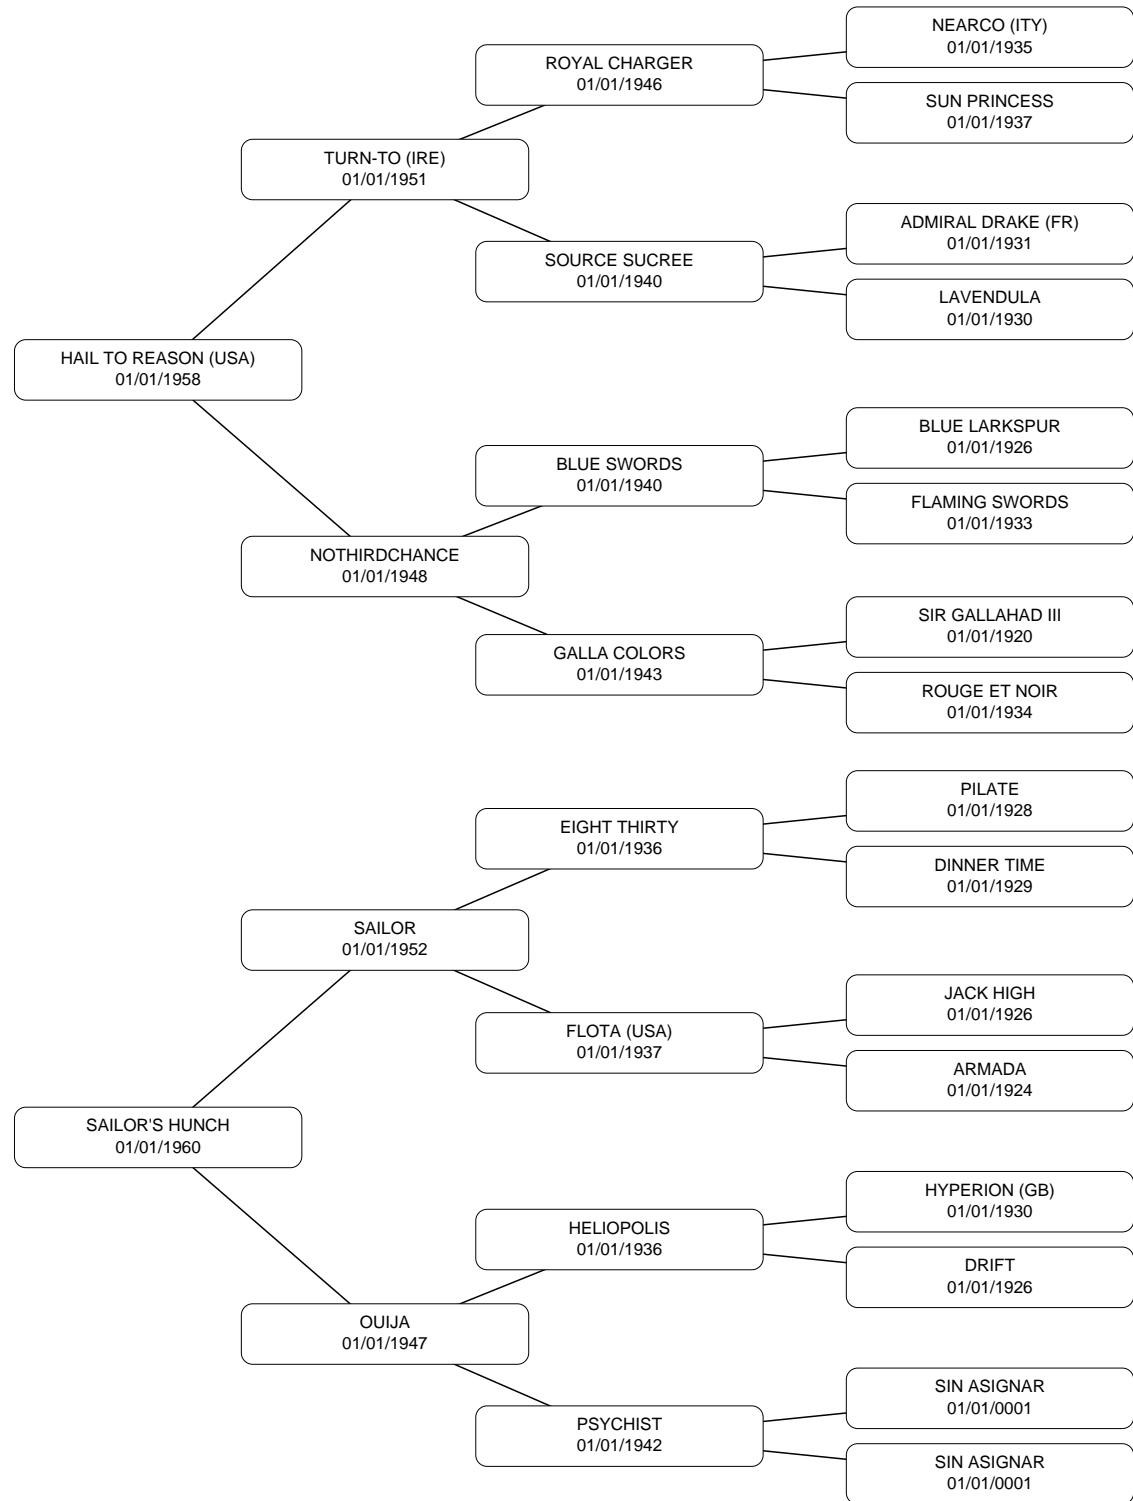 NEARCO (ITY)
01/01/1935
ROYAL CHARGER
01/01/1946
SUN PRINCESS
01/01/1937
TURN-TO (IRE)
01/01/1951
ADMIRAL DRAKE (FR)
01/01/1931
SOURCE SUCREE
01/01/1940
LAVENDULA
01/01/1930
HAIL TO REASON (USA)
01/01/1958
BLUE LARKSPUR
01/01/1926
BLUE SWORDS
01/01/1940
FLAMING SWORDS
01/01/1933
NOTHIRDCHANCE
01/01/1948
SIR GALLAHAD III
01/01/1920
GALLA COLORS
01/01/1943
ROUGE ET NOIR
01/01/1934
PILATE
01/01/1928
EIGHT THIRTY
01/01/1936
DINNER TIME
01/01/1929
SAILOR
01/01/1952
JACK HIGH
01/01/1926
FLOTA (USA)
01/01/1937
ARMADA
01/01/1924
SAILOR'S HUNCH
01/01/1960
HYPERION (GB)
01/01/1930
HELIOPOLIS
01/01/1936
DRIFT
01/01/1926
OUIJA
01/01/1947
SIN ASIGNAR
01/01/0001
PSYCHIST
01/01/1942
SIN ASIGNAR
01/01/0001